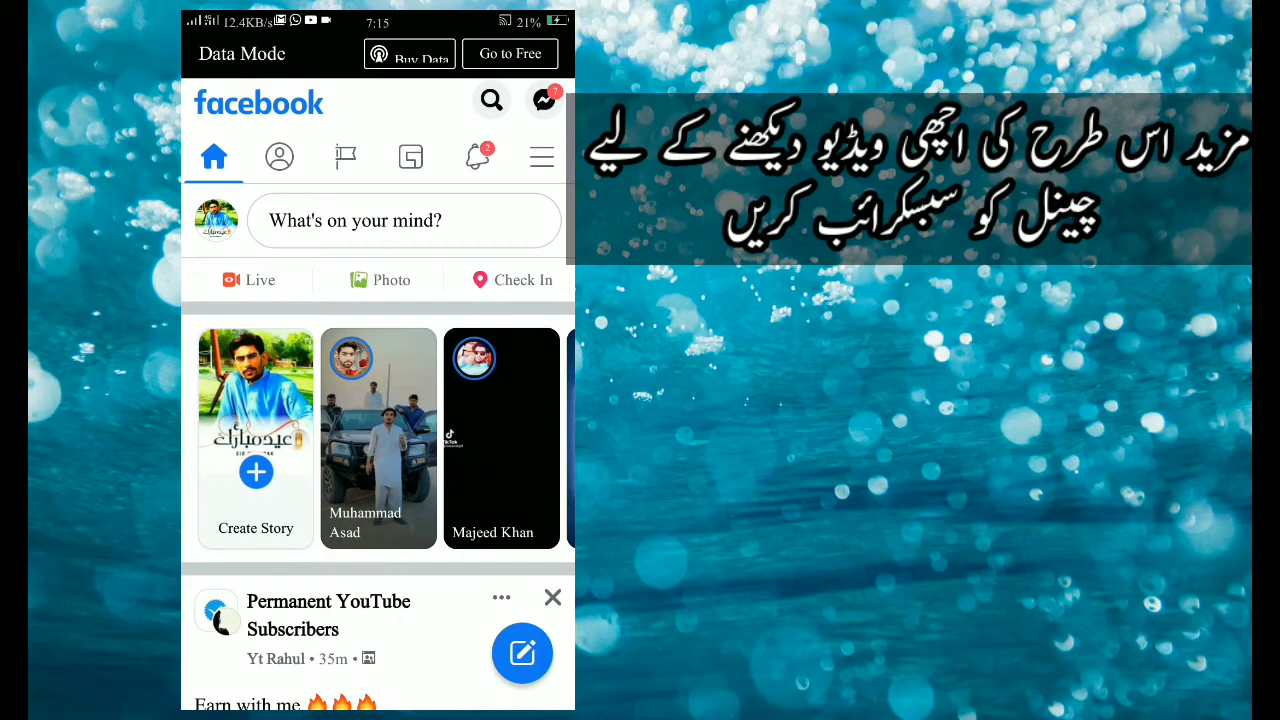 12.4KB/s
7:15
21%
Data Mode
Buy Data
Go to Free
facebook
7
2
What's on your mind?
Live
Photo
Check In
عید مبارک
Create Story
Muhammad
Asad
Majeed Khan
Permanent YouTube
Subscribers
Yt Rahul • 35m •
Earn with me 🔥🔥🔥
مزید اس طرح کی اچھی ویڈیو دیکھنے کے لیے
چینل کو سبسکرائب کریں